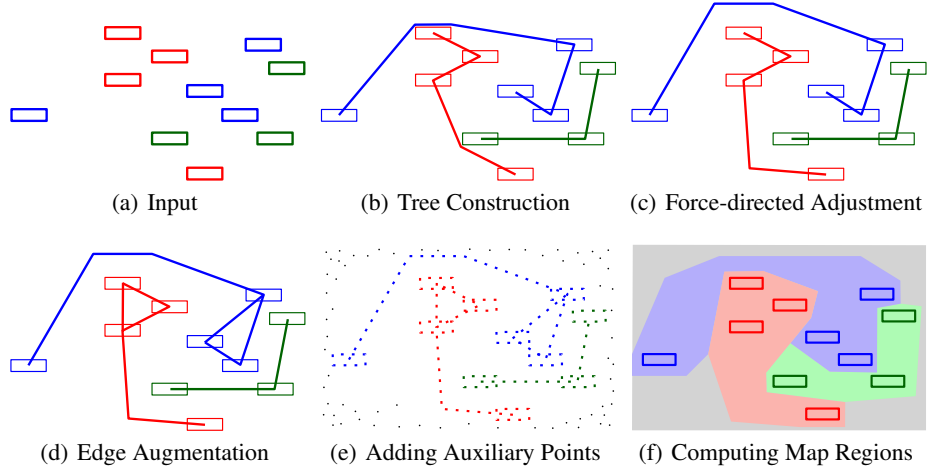 (a) Input
(b) Tree Construction
(c) Force-directed Adjustment
(d) Edge Augmentation
(e) Adding Auxiliary Points
(f) Computing Map Regions